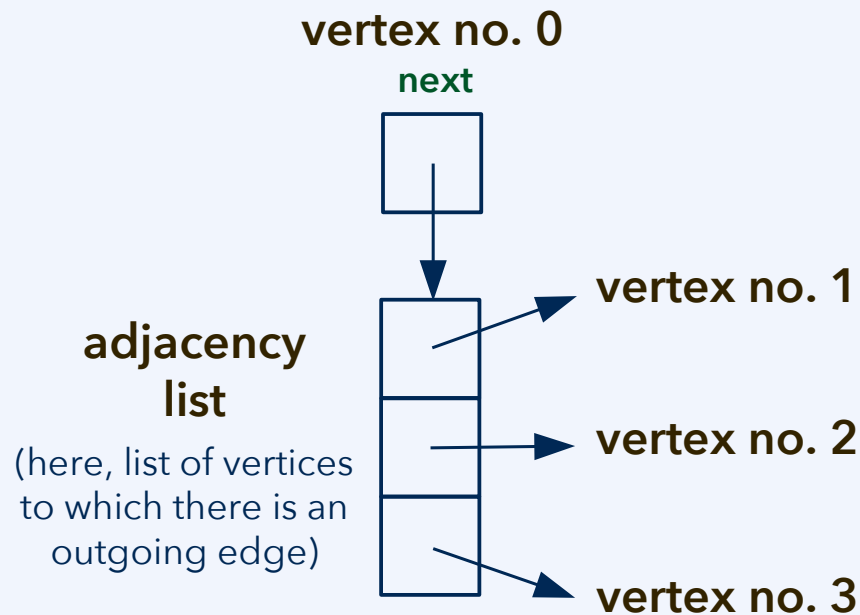 vertex no. 0
next
vertex no. 1
adjacency
list
vertex no. 2
(here, list of vertices
to which there is an
outgoing edge)
vertex no. 3